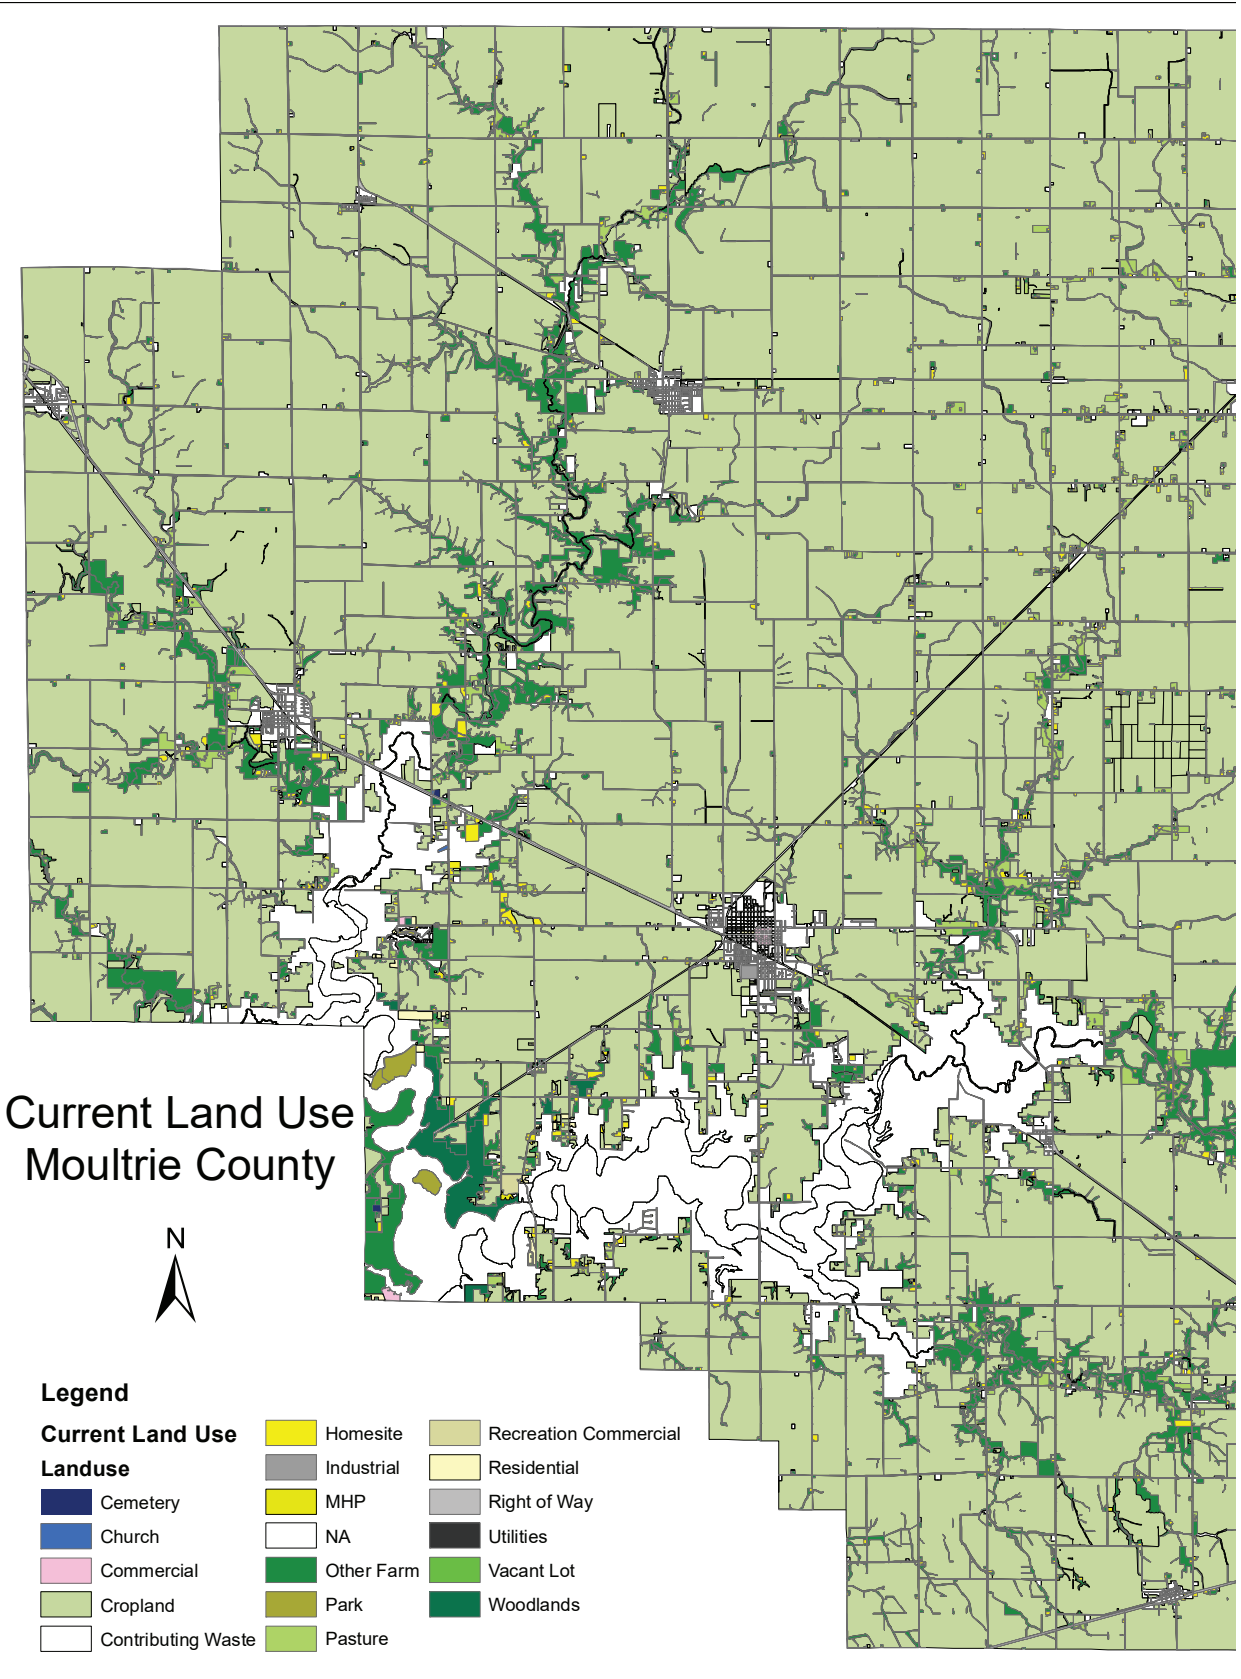 Current Land Use
Moultrie County
N
Legend
Current Land Use
Landuse
Cemetery
Church
Commercial
Cropland
Contributing Waste
Homesite
Industrial
MHP
NA
Other Farm
Park
Pasture
Recreation Commercial
Residential
Right of Way
Utilities
Vacant Lot
Woodlands